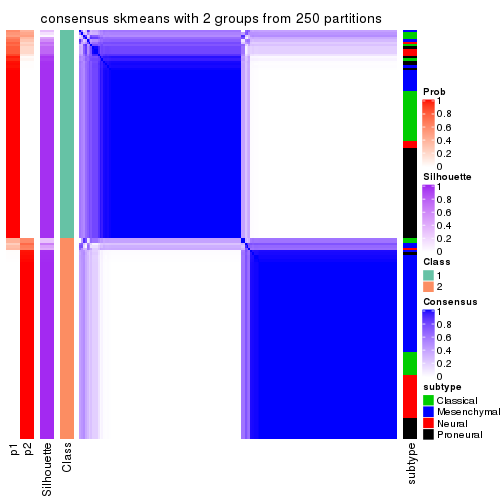 consensus skmeans with 2 groups from 250 partitions
Prob
1
0.8
0.6
0.4
0.2
0
Silhouette
1
0.8
0.6
0.4
0.2
0
Class
1
2
Consensus
1
0.8
0.6
0.4
0.2
0
subtype
Classical
Mesenchymal
Neural
Proneural
p1
p2
Silhouette
Class
subtype